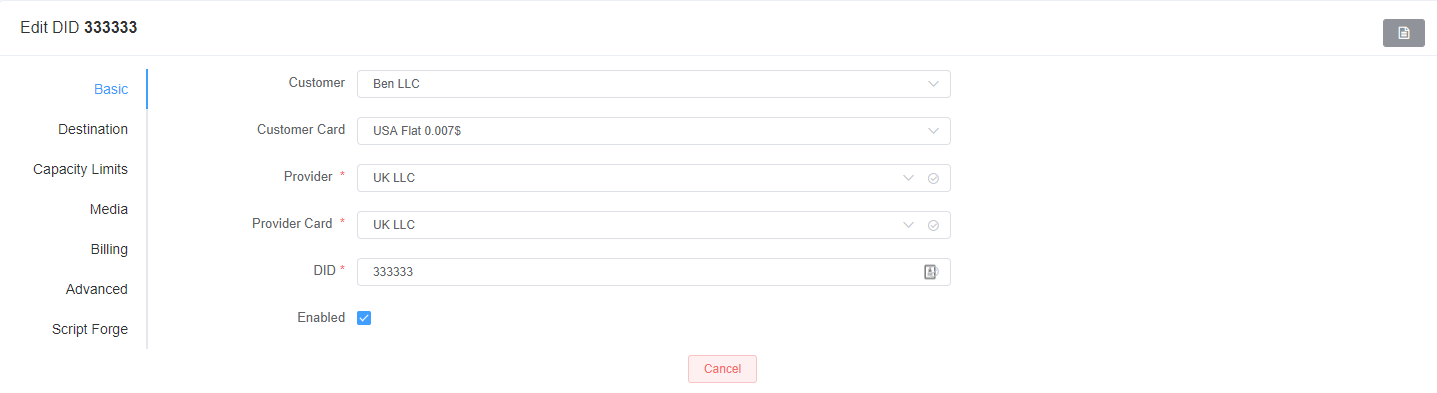 Edit DID 333333
Basic
Destination
Capacity Limits
Media
Billing
Advanced
Script Forge
Customer Ben LLC
Customer Card USA Flat 0.007$
Provider * UK LLC
Provider Card * UK LLC
DID * 333333
Enabled
Cancel